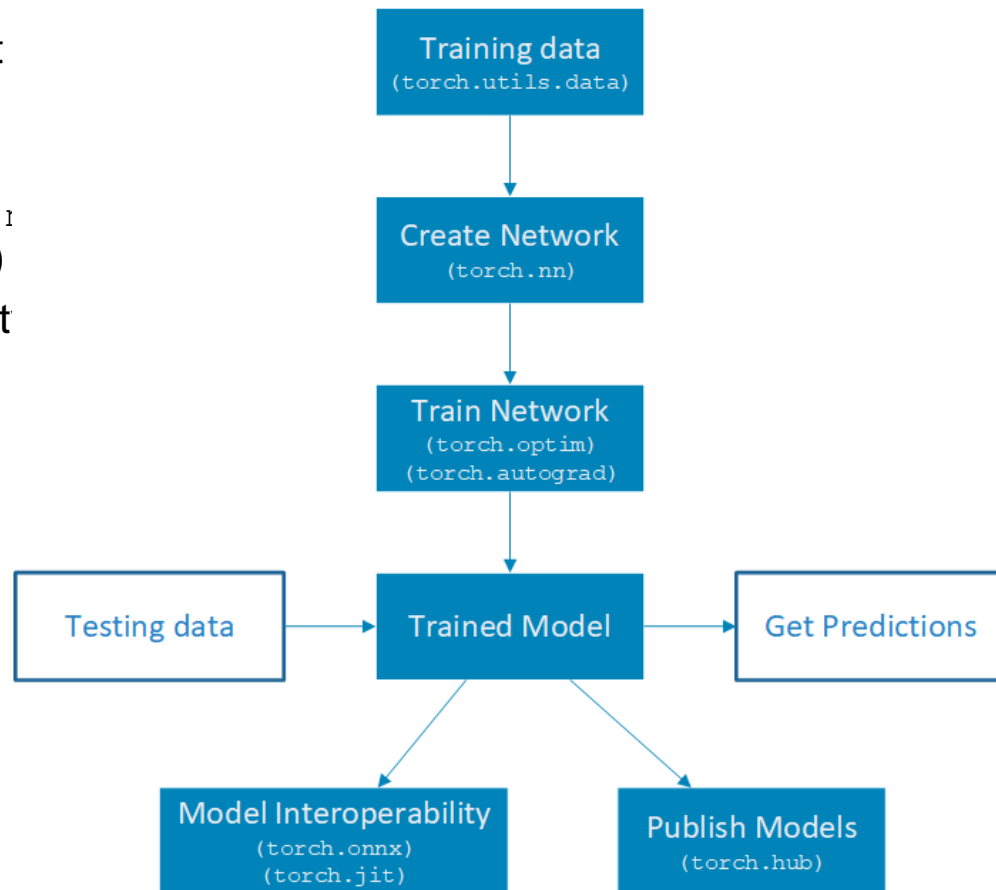 Training data
(torch.utils.data)
Create Network
(torch.nn)
)
Train Network
(torch.optim)
(torch.autograd)
Testing data
Trained Model
Get Predictions
Model Interoperability
(torch.onnx)
(torch.jit)
Publish Models
(torch.hub)